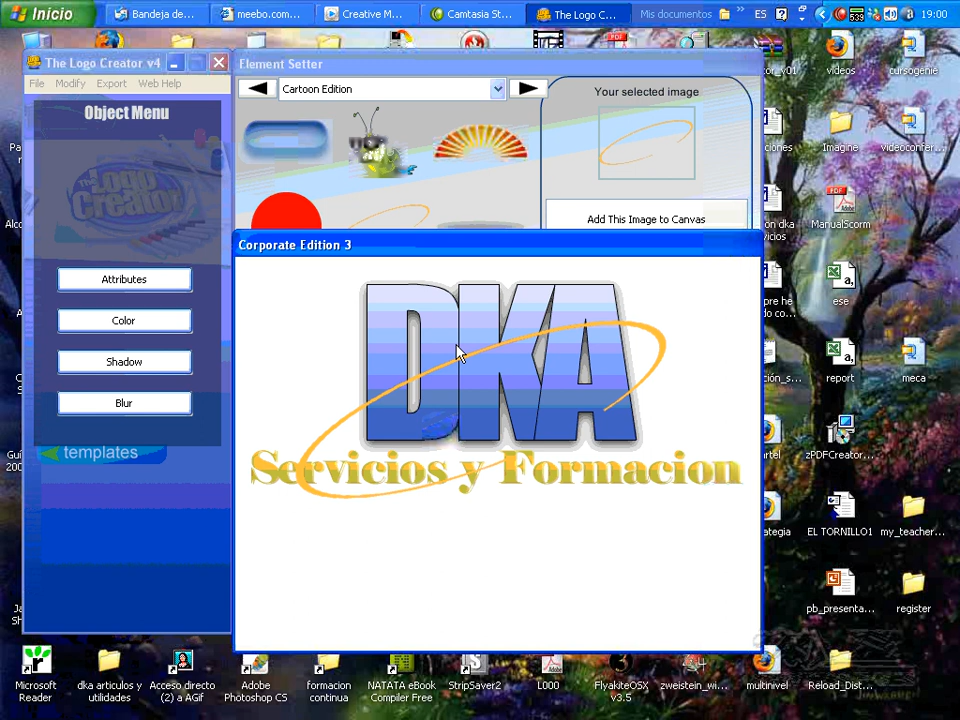 Inicio
Bandeja de...
meebo.com...
Creative M...
Camtasia St...
The Logo C...
Mis documentos
ES
539
19:00
The Logo Creator v4
File Modify Export Web Help
Object Menu
Attributes
Color
Shadow
Blur
templates
Element Setter
Cartoon Edition
Your selected image
Add This Image to Canvas
Corporate Edition 3
DKA
Servicios y Formacion
videos
cursogenie
Imagine
videoconfer...
ManualScorm
ese
report
meca
zPDFCreator...
EL TORNILLO1
my_teacher...
pb_presenta...
register
Microsoft
Reader
dka articulos y
utilidades
Acceso directo
(2) a AGif
Adobe
Photoshop CS
formacion
continua
NATATA eBook
Compiler Free
StripSaver2
L000
FlyakiteOSX
v3.5
zweistein_wi...
multinivel
Reload_Dist...